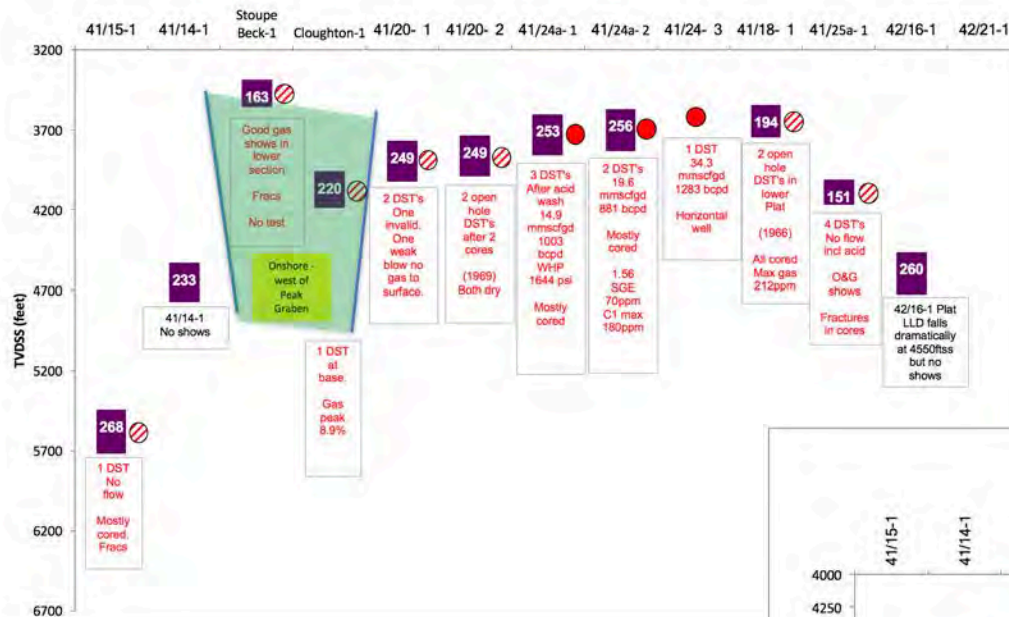 41/15-1
41/14-1
Stoupe
Beck-1
Cloughton-1
41/20- 1
41/20- 2
41/24a- 1
41/24a- 2
41/24- 3
41/18- 1
41/25a- 1
42/16-1
42/21-1
TVDSS (feet)
3200
3700
4200
4700
5200
5700
6200
6700
268
1 DST
No
flow
Mostly
cored.
Fracs
233
41/14-1
No shows
163
Good gas
shows in
lower
section
Fracs
No test
220
Onshore -
west of
Peak
Graben
1 DST
at
base.
Gas
peak
8.9%
249
2 DST's
One
invalid.
One
weak
blow no
gas to
surface.
249
2 open
hole
DST's
after 2
cores
(1969)
Both dry
253
3 DST's
After acid
wash
14.9
mmscfgd
1003
bcpd
WHP
1644 psi
Mostly
cored
256
2 DST's
19.6
mmscfgd
881 bcpd
Mostly
cored
1.56
SGE
70ppm
C1 max
180ppm
1 DST
34.3
mmscfgd
1283 bcpd
Horizontal
well
194
2 open
hole
DST's in
lower
Plat
(1966)
All cored
Max gas
212ppm
151
4 DST's
No flow
incl acid
O&G
shows
Fractures
in cores
260
42/16-1 Plat
LLD falls
dramatically
at 4550ftss
but no
shows
41/15-1
41/14-1
4000
4250